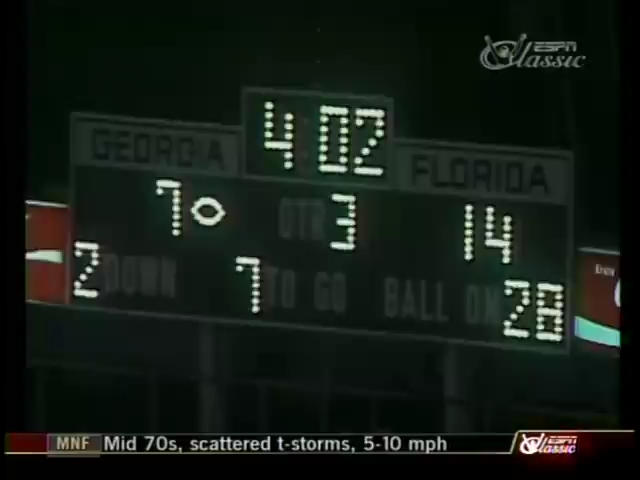 ESPN
Classic
4:02
GEORGIA
FLORIDA
7 QTR 3 14
2 DOWN 7 TO GO BALL ON 28
MNF Mid 70s, scattered t-storms, 5-10 mph ESPN Classic